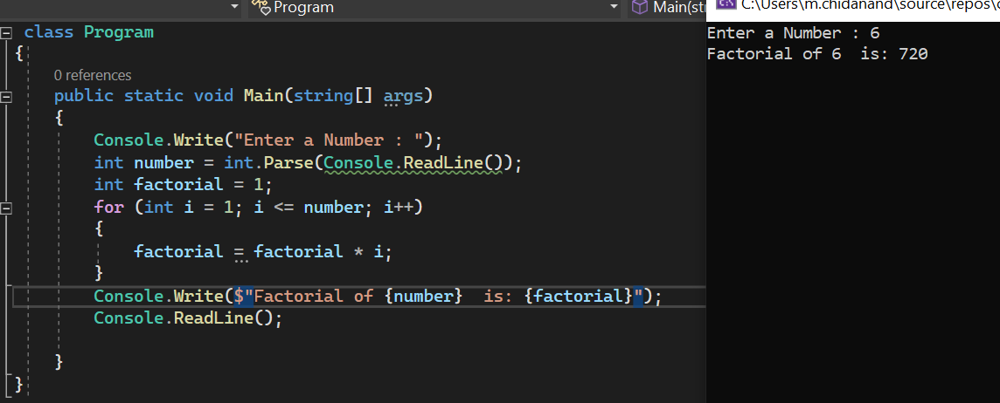 Program
Main(str
C:\Users\m.chidanand\source\repos\
class Program
{
0 references
public static void Main(string[] args)
{
Console.Write("Enter a Number : ");
int number = int.Parse(Console.ReadLine());
int factorial = 1;
for (int i = 1; i <= number; i++)
{
factorial = factorial * i;
}
Console.Write($"Factorial of {number}  is: {factorial}");
Console.ReadLine();
}
}
Enter a Number : 6
Factorial of 6  is: 720